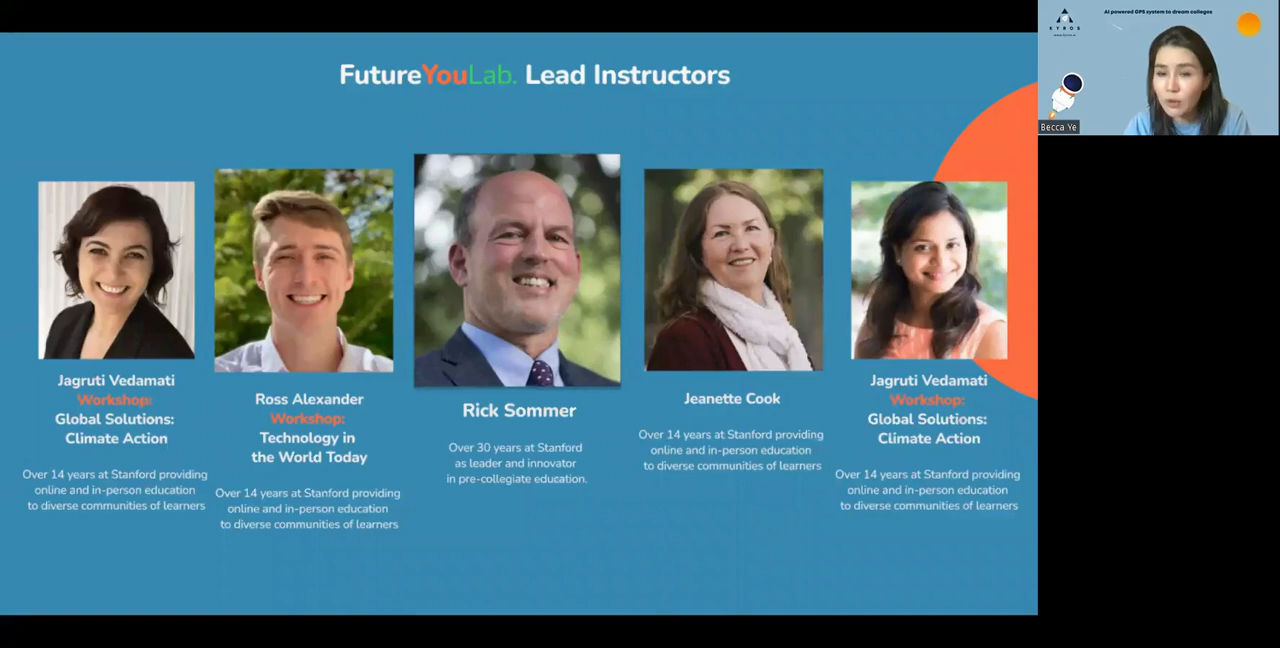 FutureYouLab. Lead Instructors
Jagruti Vedamati
Workshop:
Global Solutions:
Climate Action
Over 14 years at Stanford providing
online and in-person education
to diverse communities of learners
Ross Alexander
Workshop:
Technology in
the World Today
Over 14 years at Stanford providing
online and in-person education
to diverse communities of learners
Rick Sommer
Over 30 years at Stanford
as leader and innovator
in pre-collegiate education.
Jeanette Cook
Over 14 years at Stanford providing
online and in-person education
to diverse communities of learners
Jagruti Vedamati
Workshop:
Global Solutions:
Climate Action
Over 14 years at Stanford providing
online and in-person education
to diverse communities of learners
AI powered GPS system to dream colleges
KYROS
Becca Ye